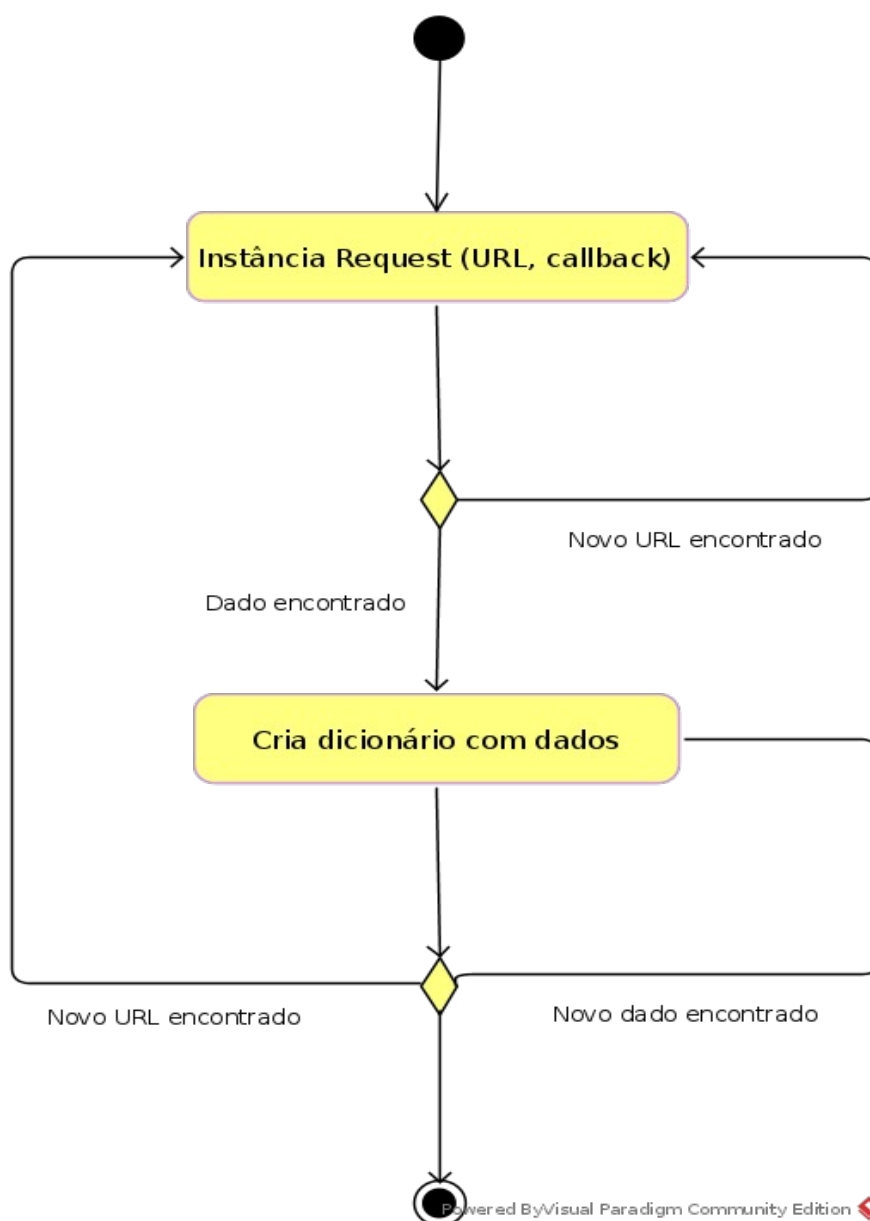 Instância Request (URL, callback)
Novo URL encontrado
Dado encontrado
Cria dicionário com dados
Novo URL encontrado
Novo dado encontrado
Powered ByVisual Paradigm Community Edition